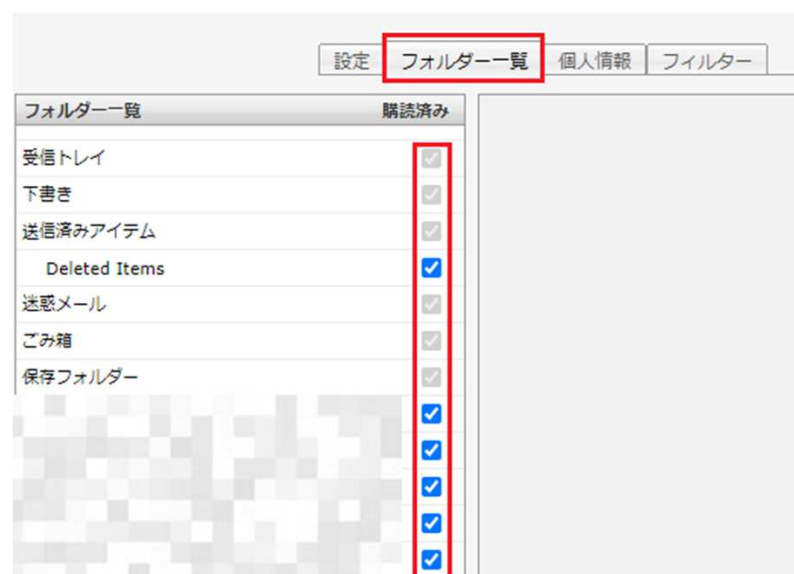 設定 フォルダー一覧 個人情報 フィルター
フォルダー一覧 購読済み
受信トレイ
下書き
送信済みアイテム
Deleted Items
迷惑メール
ごみ箱
保存フォルダー